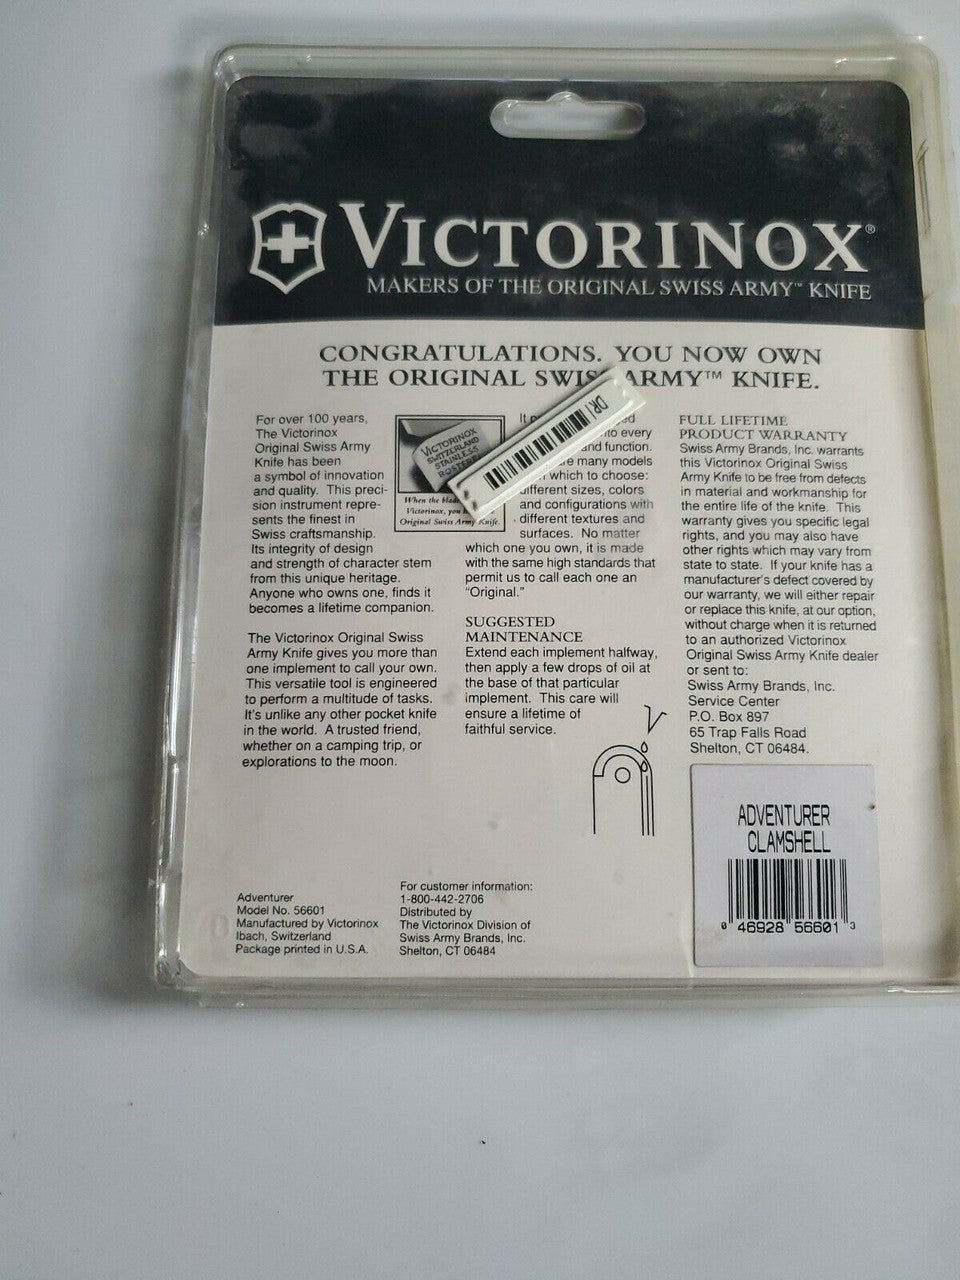 VICTORINOX®
MAKERS OF THE ORIGINAL SWISS ARMY™ KNIFE
CONGRATULATIONS. YOU NOW OWN
THE ORIGINAL SWISS ARMY™ KNIFE.
For over 100 years,
The Victorinox
Original Swiss Army
Knife has been
a symbol of innovation
and quality. This preci-
sion instrument repre-
sents the finest in
Swiss craftsmanship.
Its integrity of design
and strength of character stem
from this unique heritage.
Anyone who owns one, finds it
becomes a lifetime companion.
The Victorinox Original Swiss
Army Knife gives you more than
one implement to call your own.
This versatile tool is engineered
to perform a multitude of tasks.
It's unlike any other pocket knife
in the world. A trusted friend,
whether on a camping trip, or
explorations to the moon.
VICTORINOX
SWITZERLAND
STAINLESS
When the blade
Victorinox, you
Original Swiss Army Knife.
DRI
It
into every
and function.
many models
which to choose:
different sizes, colors
and configurations with
different textures and
surfaces. No matter
which one you own, it is made
with the same high standards that
permit us to call each one an
"Original."
SUGGESTED
MAINTENANCE
Extend each implement halfway,
then apply a few drops of oil at
the base of that particular
implement. This care will
ensure a lifetime of
faithful service.
FULL LIFETIME
PRODUCT WARRANTY
Swiss Army Brands, Inc. warrants
this Victorinox Original Swiss
Army Knife to be free from defects
in material and workmanship for
the entire life of the knife. This
warranty gives you specific legal
rights, and you may also have
other rights which may vary from
state to state. If your knife has a
manufacturer's defect covered by
our warranty, we will either repair
or replace this knife, at our option,
without charge when it is returned
to an authorized Victorinox
Original Swiss Army Knife dealer
or sent to:
Swiss Army Brands, Inc.
Service Center
P.O. Box 897
65 Trap Falls Road
Shelton, CT 06484.
ADVENTURER
CLAMSHELL
0 46928 56601 3
Adventurer
Model No. 56601
Manufactured by Victorinox
Ibach, Switzerland
Package printed in U.S.A.
For customer information:
1-800-442-2706
Distributed by
The Victorinox Division of
Swiss Army Brands, Inc.
Shelton, CT 06484